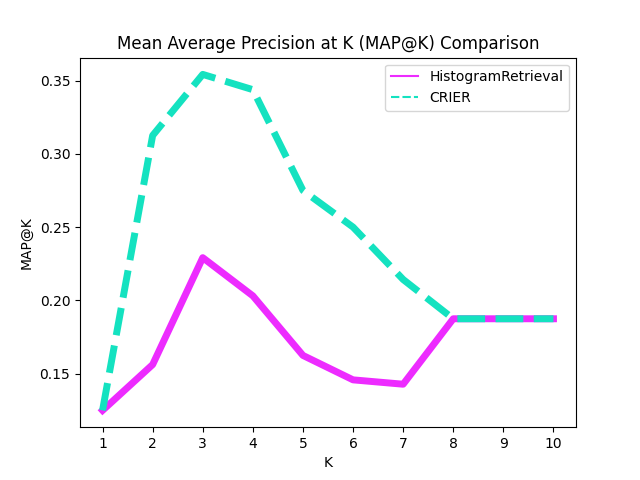 Mean Average Precision at K (MAP@K) Comparison
HistogramRetrieval
CRIER
0.35
0.30
0.25
0.20
0.15
MAP@K
1 2 3 4 5 6 7 8 9 10
K